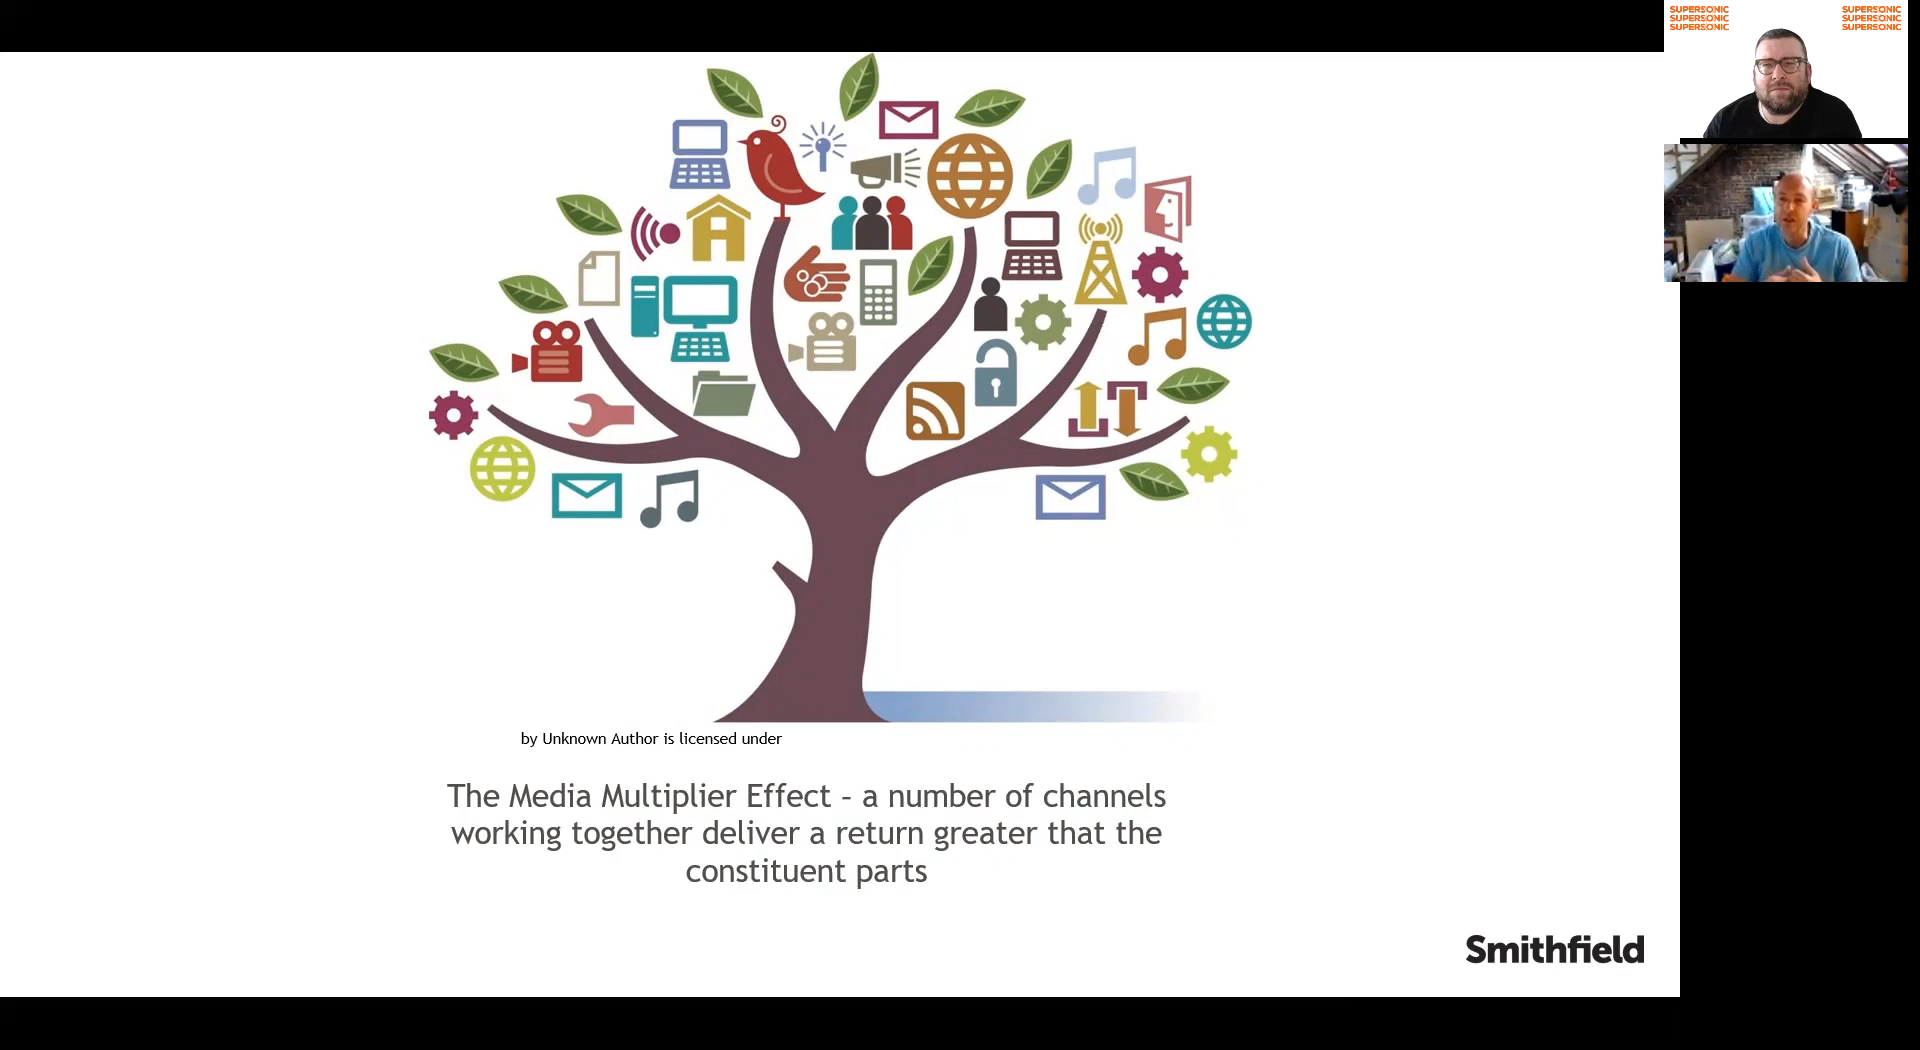 SUPERSONIC SUPERSONIC
SUPERSONIC SUPERSONIC
SUPERSONIC SUPERSONIC
by Unknown Author is licensed under
The Media Multiplier Effect - a number of channels
working together deliver a return greater that the
constituent parts
Smithfield